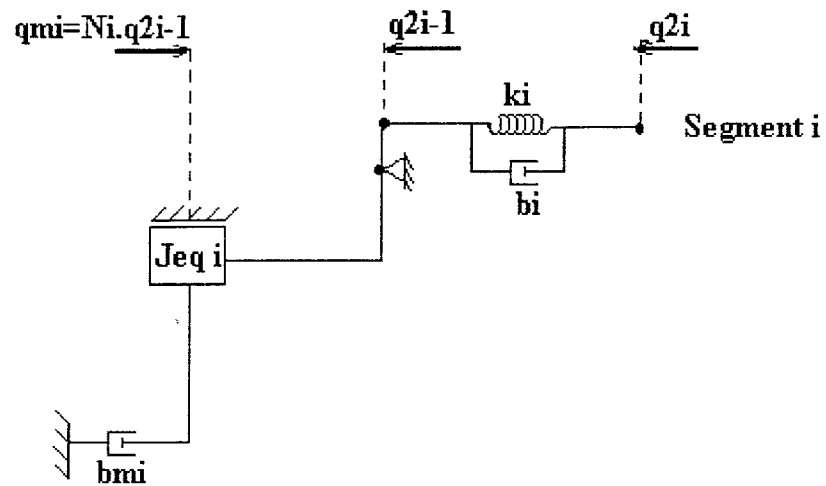 qmi=Ni.q2i-1
q2i-1
q2i
ki
Segment i
bi
Jeq i
bmi